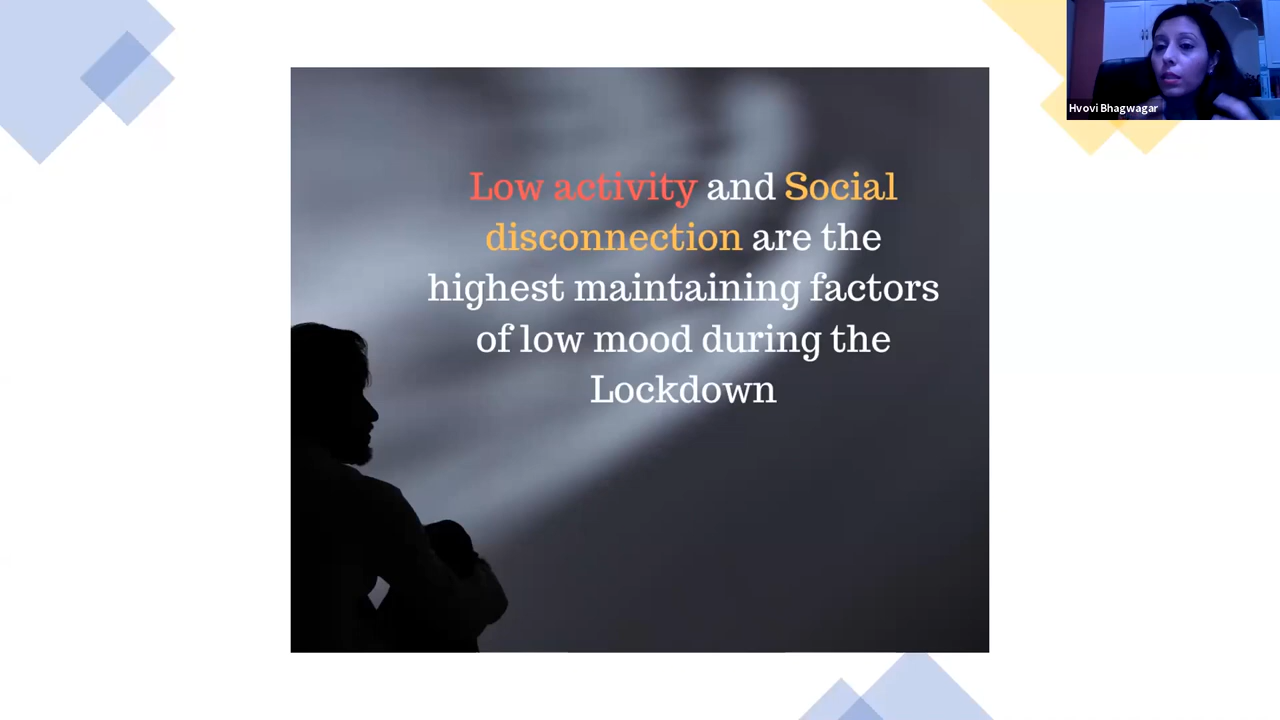 Hvovi Bhagwagar
Low activity and Social
disconnection are the
highest maintaining factors
of low mood during the
Lockdown